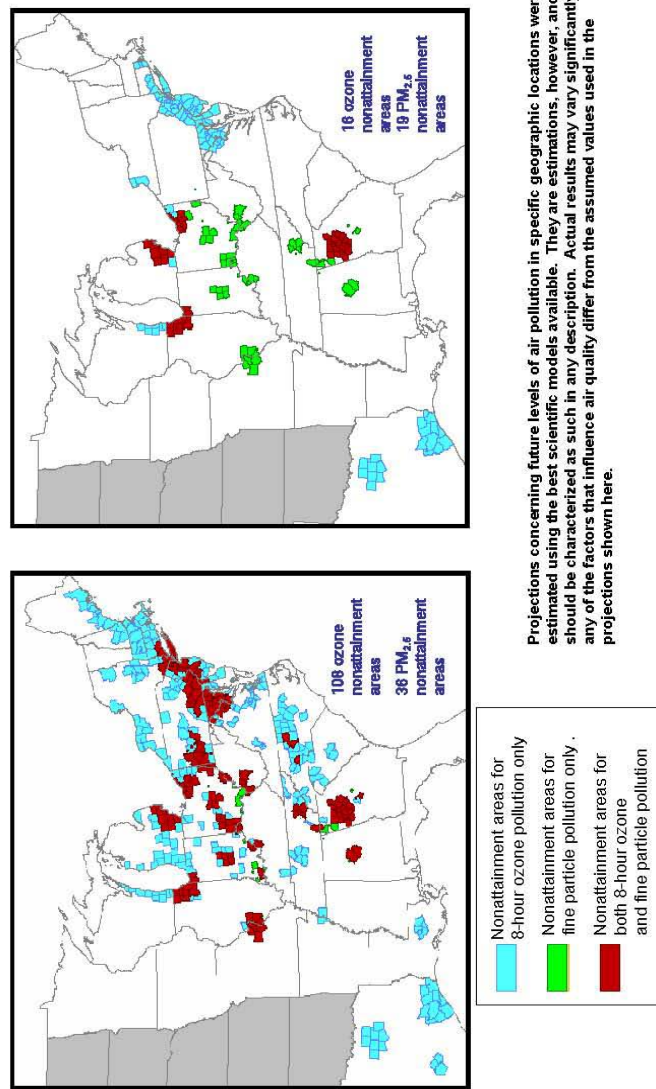 108 ozone
nonattainment
areas
36 PM2.5
nonattainment
areas
16 ozone
nonattainment
areas
19 PM2.5
nonattainment
areas
Nonattainment areas for
8-hour ozone pollution only
Nonattainment areas for
fine particle pollution only .
Nonattainment areas for
both 8-hour ozone
and fine particle pollution
Projections concerning future levels of air pollution in specific geographic locations were
estimated using the best scientific models available. They are estimations, however, and
should be characterized as such in any description. Actual results may vary significantly
any of the factors that influence air quality differ from the assumed values used in the
projections shown here.